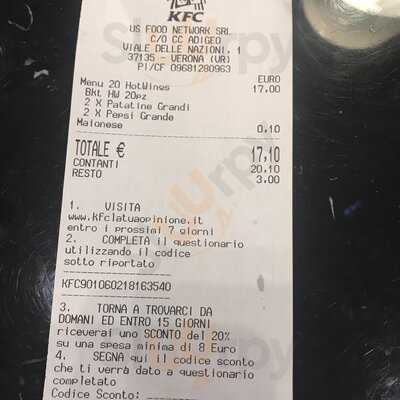 KFC
US FOOD NETWORK SRL
C/O CC ADIGEO
VIALE DELLE NAZIONI, 1
37135 - VERONA (VR)
PI/CF 09681280963
EURO
Menu 20 HotWings 17.00
Bkt HW 20pz
2 X Patatine Grandi
2 X Pepsi Grande
Maionese 0.10
TOTALE € 17,10
CONTANTI 20.10
RESTO 3.00
1. VISITA
www.kfclatuaopinione.it
entro i prossimi 7 giorni
2. COMPLETA il questionario
utilizzando il codice
sotto riportato
KFC901060218163540
3. TORNA A TROVARCI DA
DOMANI ED ENTRO 15 GIORNI
riceverai uno SCONTO del 20%
su una spesa minima di 8 Euro
4. SEGNA qui il codice sconto
che ti verrà dato a questionario
completato
Codice Sconto: